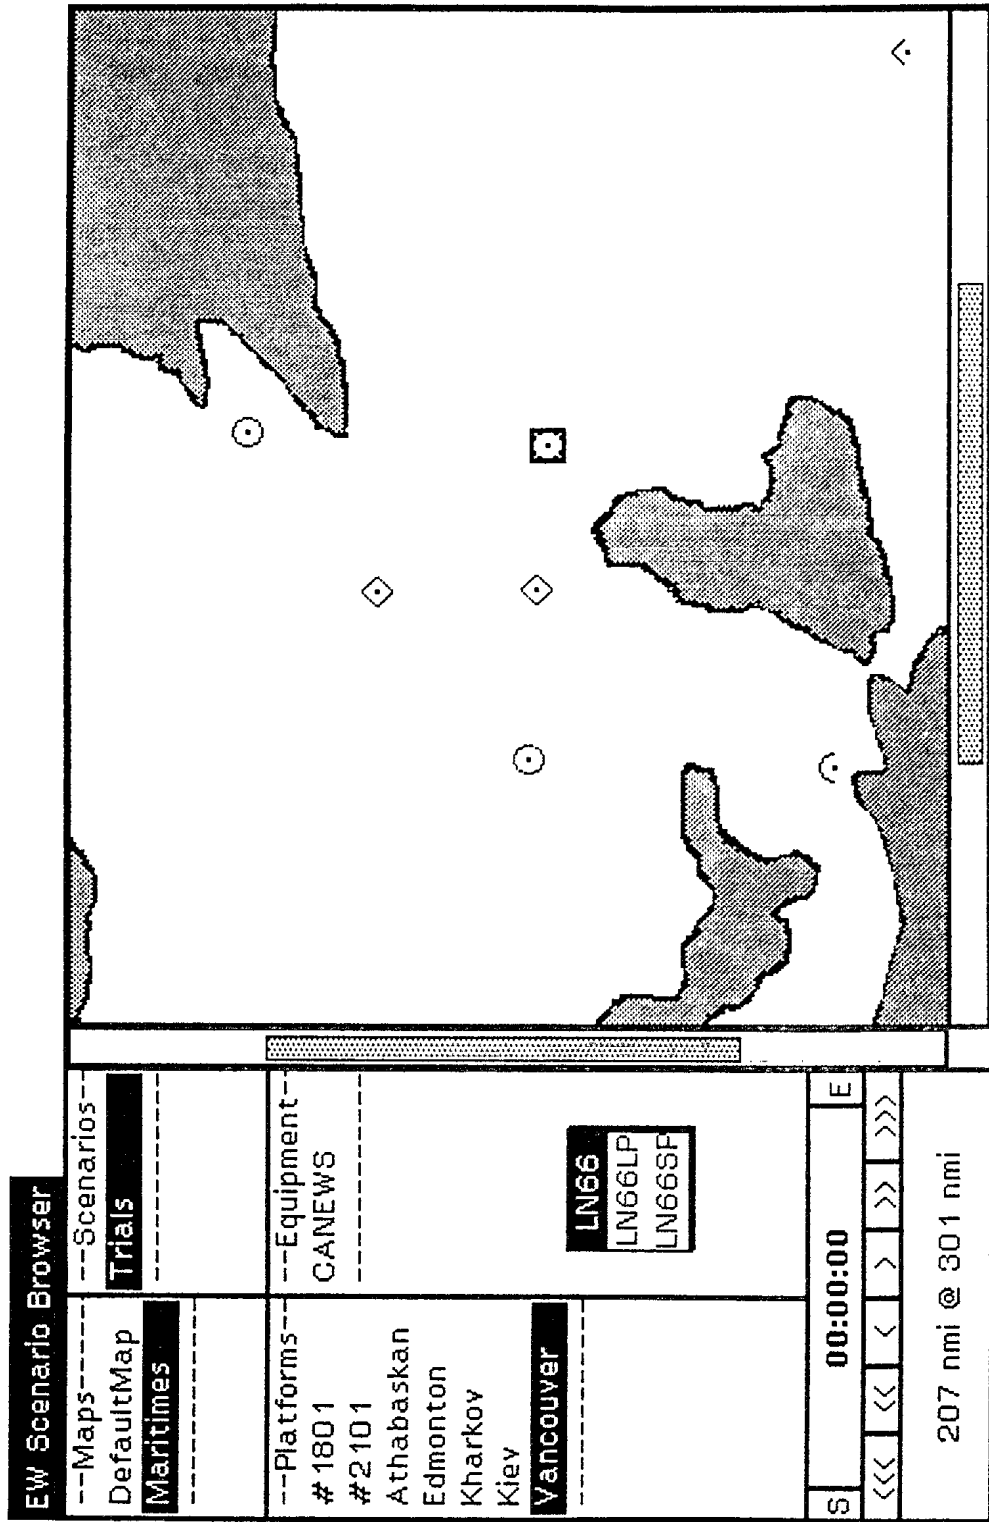 EW Scenario Browser
--Maps-------
DefaultMap
Maritimes
--Scenarios--
Trials
--Platforms---
#1801
#2101
Athabaskan
Edmonton
Kharkov
Kiev
Vancouver
--Equipment--
CANEWS
LN66
LN66LP
LN66SP
S
00:00:00
E
<<<
<<
<
>
>>
>>>
207 nmi @ 301 nmi